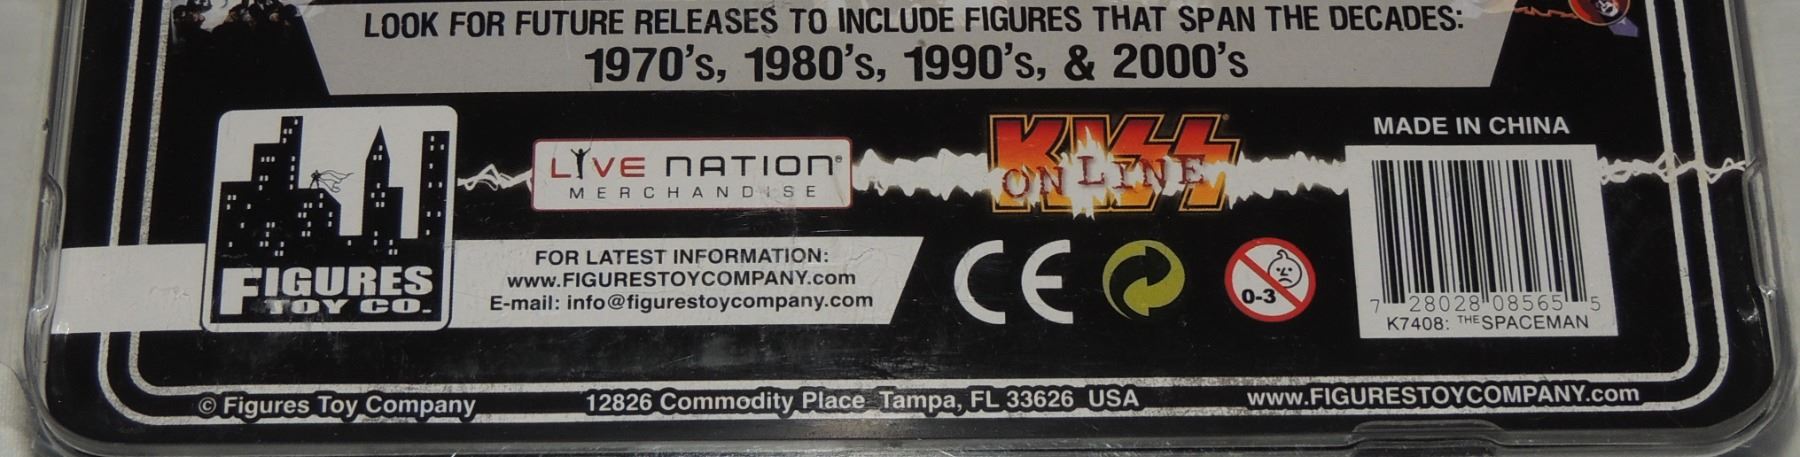 LOOK FOR FUTURE RELEASES TO INCLUDE FIGURES THAT SPAN THE DECADES:
1970's, 1980's, 1990's, & 2000's
FIGURES
TOY CO.
LIVE NATION®
MERCHANDISE
KISS
ONLINE
MADE IN CHINA
FOR LATEST INFORMATION:
www.FIGURESTOYCOMPANY.com
E-mail: info@figurestoycompany.com
CE
0-3
7 28028 08565 5
K7408: THE SPACEMAN
© Figures Toy Company
12826 Commodity Place Tampa, FL 33626 USA
www.FIGURESTOYCOMPANY.com